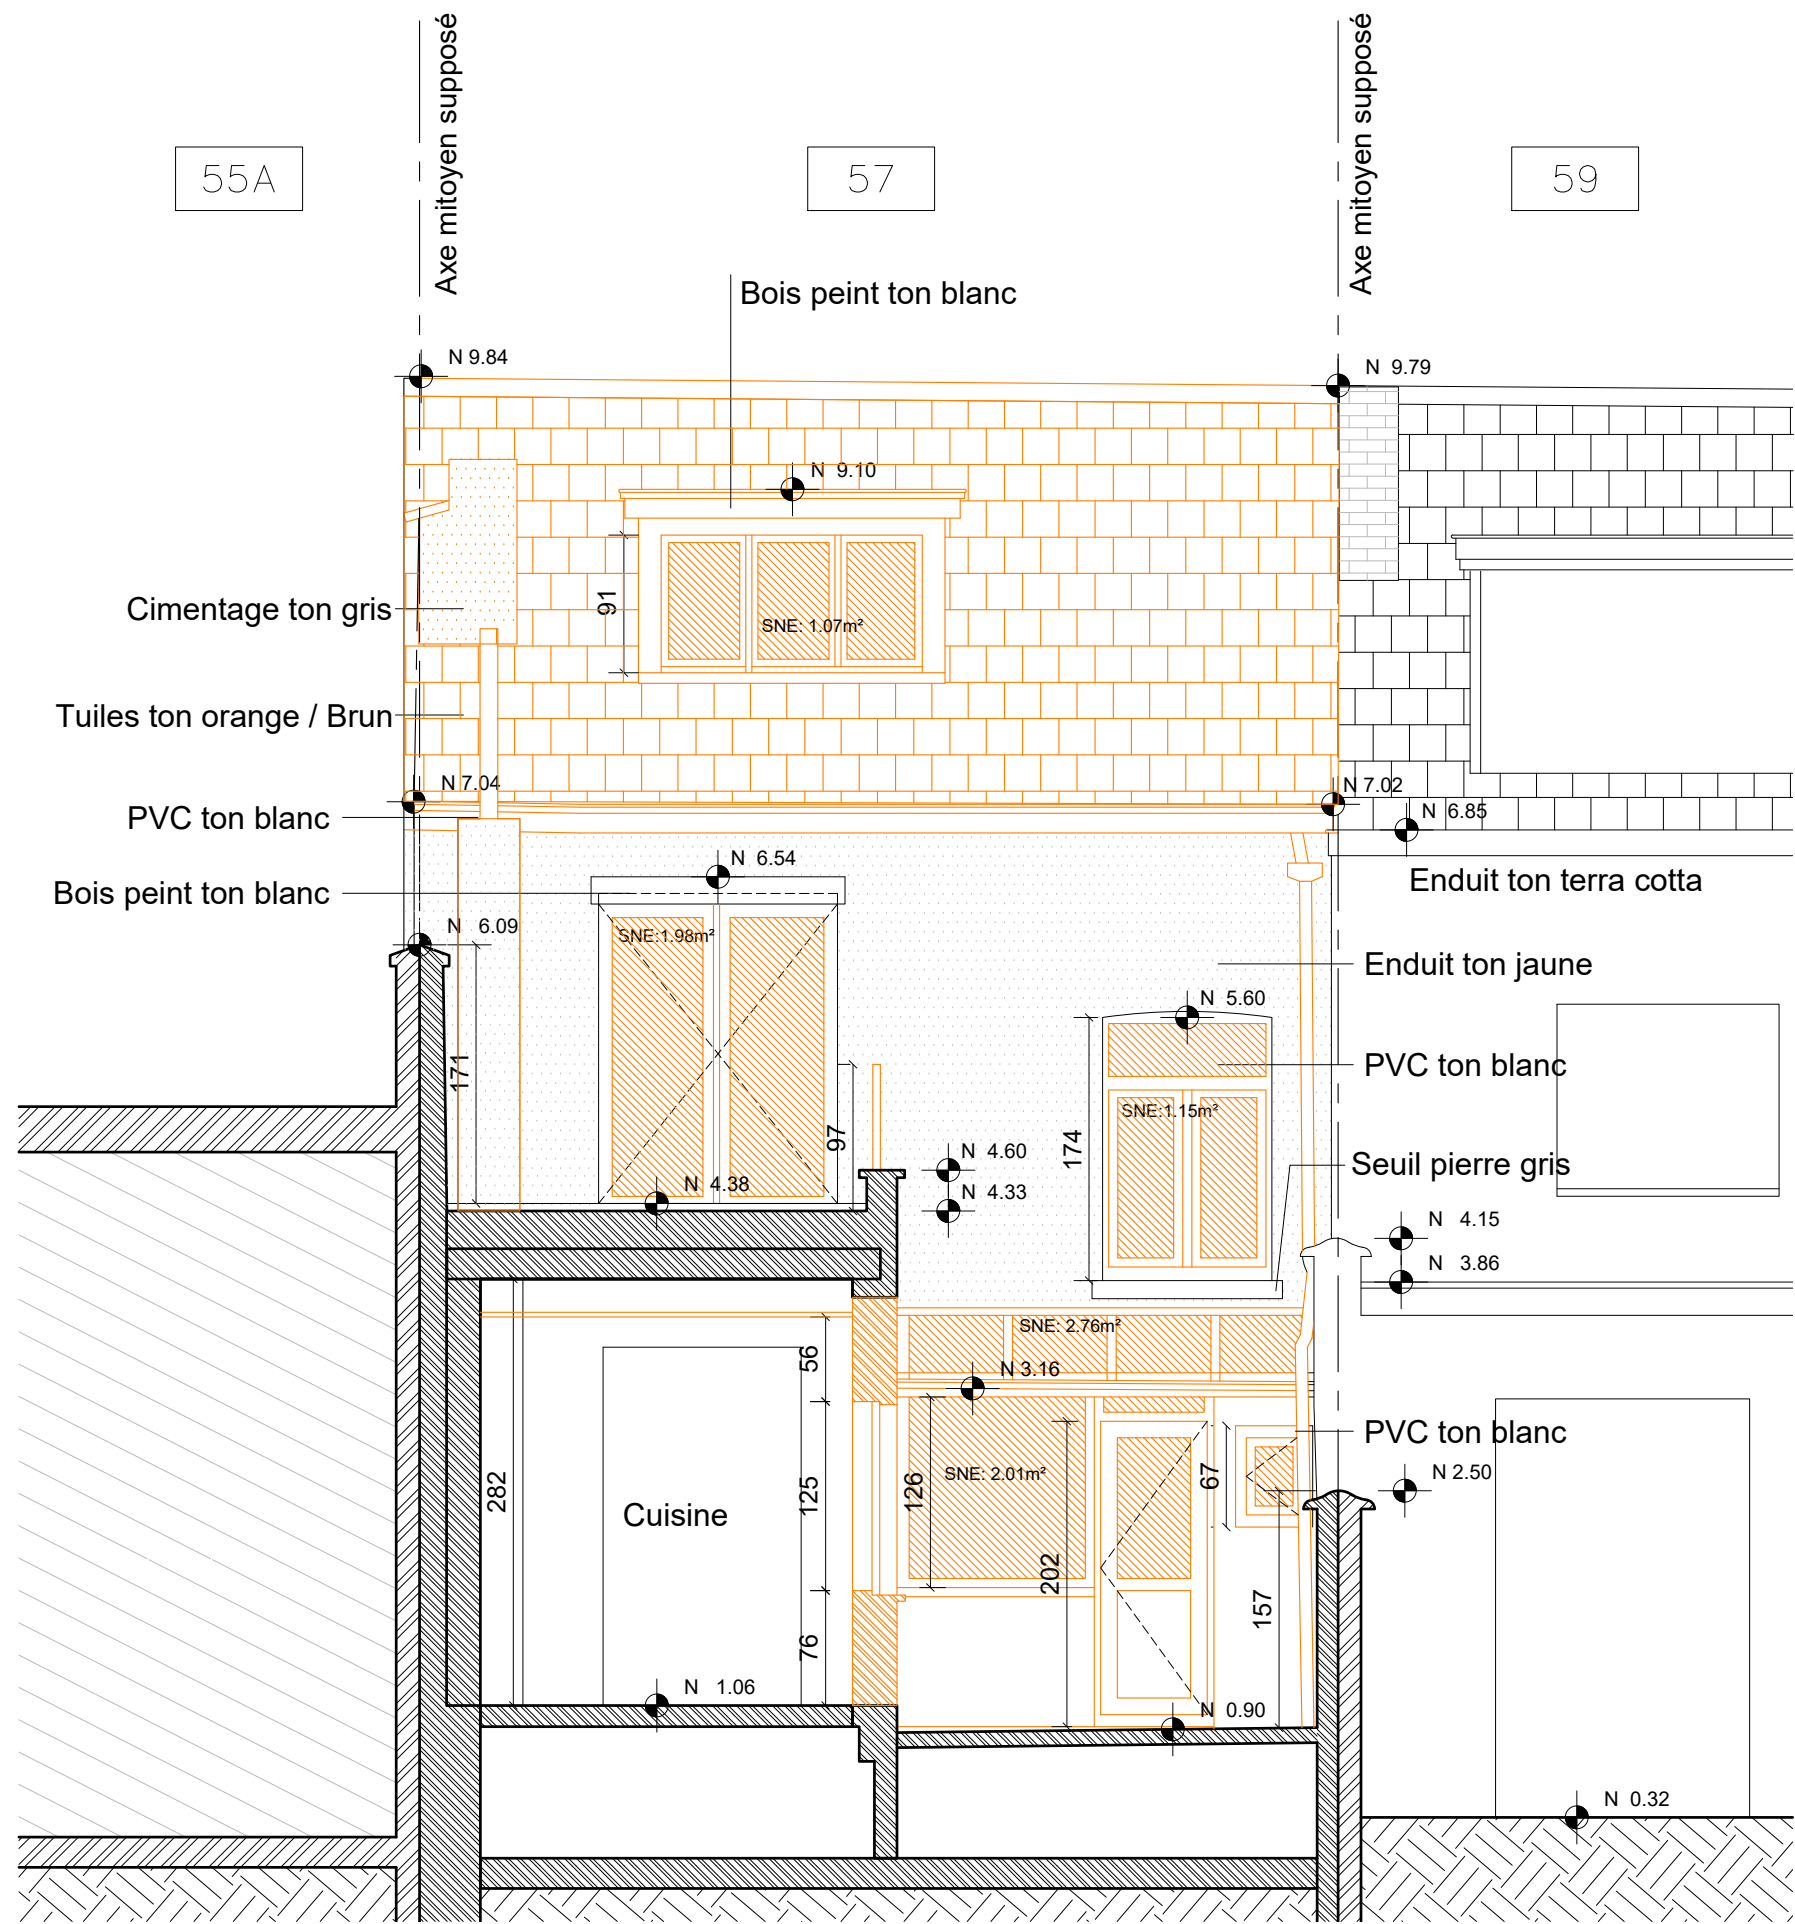 Axe mitoyen supposé
Axe mitoyen supposé
55A
57
59
Bois peint ton blanc
N 9.84
N 9.79
N 9.10
91
Cimentage ton gris
SNE: 1.07m²
Tuiles ton orange / Brun
N 7.04
N 7.02
PVC ton blanc
N 6.85
N 6.54
Bois peint ton blanc
Enduit ton terra cotta
N 6.09
SNE:1.98m²
Enduit ton jaune
N 5.60
171
PVC ton blanc
SNE:1.15m²
97
174
N 4.60
Seuil pierre gris
N 4.38
N 4.33
N 4.15
N 3.86
SNE: 2.76m²
56
N 3.16
PVC ton blanc
SNE: 2.01m²
67
N 2.50
282
125
126
Cuisine
202
157
76
N 1.06
N 0.90
N 0.32